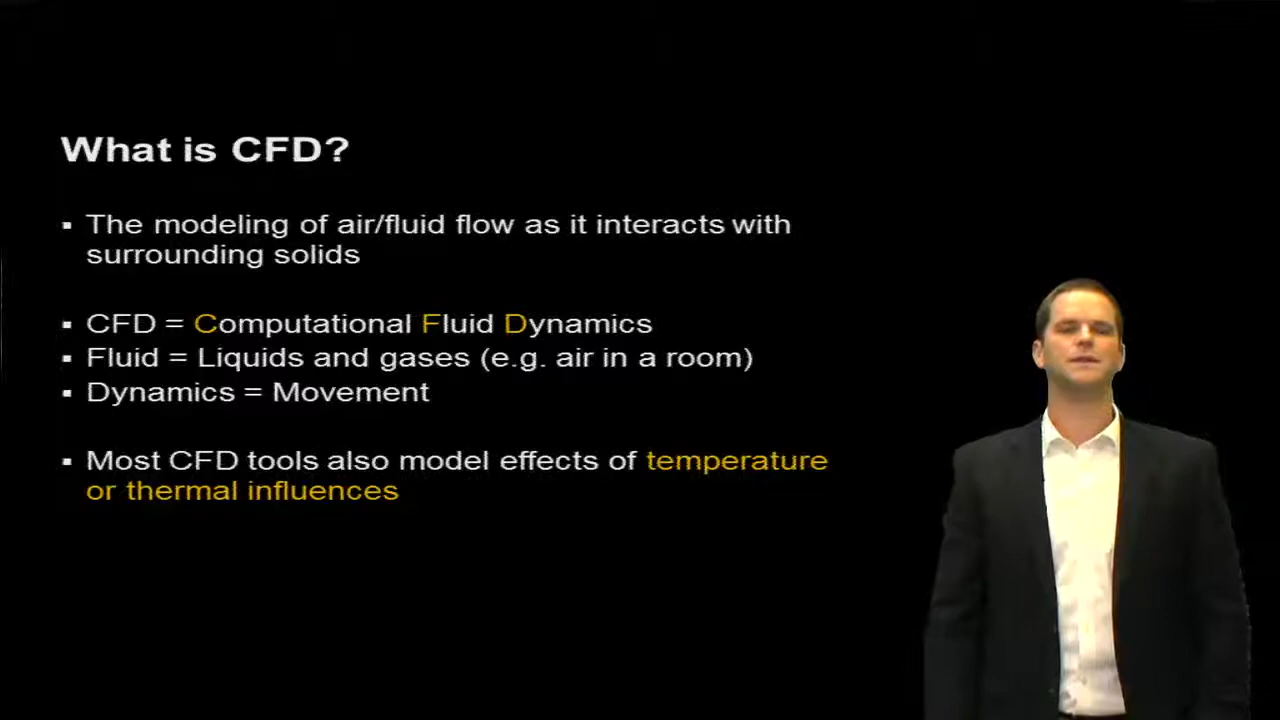 What is CFD?
▪ The modeling of air/fluid flow as it interacts with
surrounding solids
▪ CFD = Computational Fluid Dynamics
▪ Fluid = Liquids and gases (e.g. air in a room)
▪ Dynamics = Movement
▪ Most CFD tools also model effects of temperature
or thermal influences